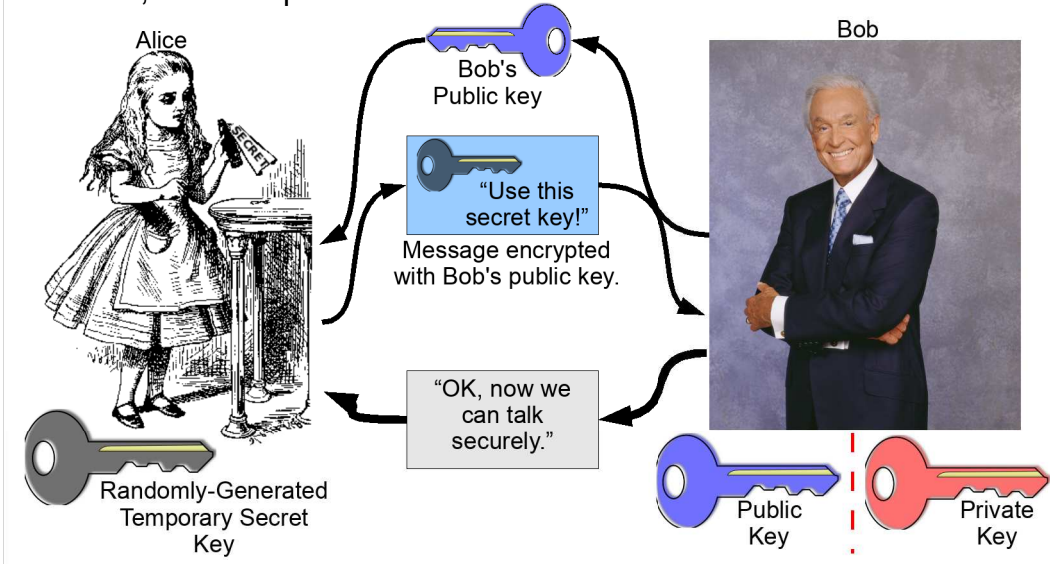 Alice
SECRET
Bob's
Public key
Bob
“Use this
secret key!”
Message encrypted
with Bob's public key.
“OK, now we
can talk
securely.”
Randomly-Generated
Temporary Secret
Key
Public
Key
Private
Key